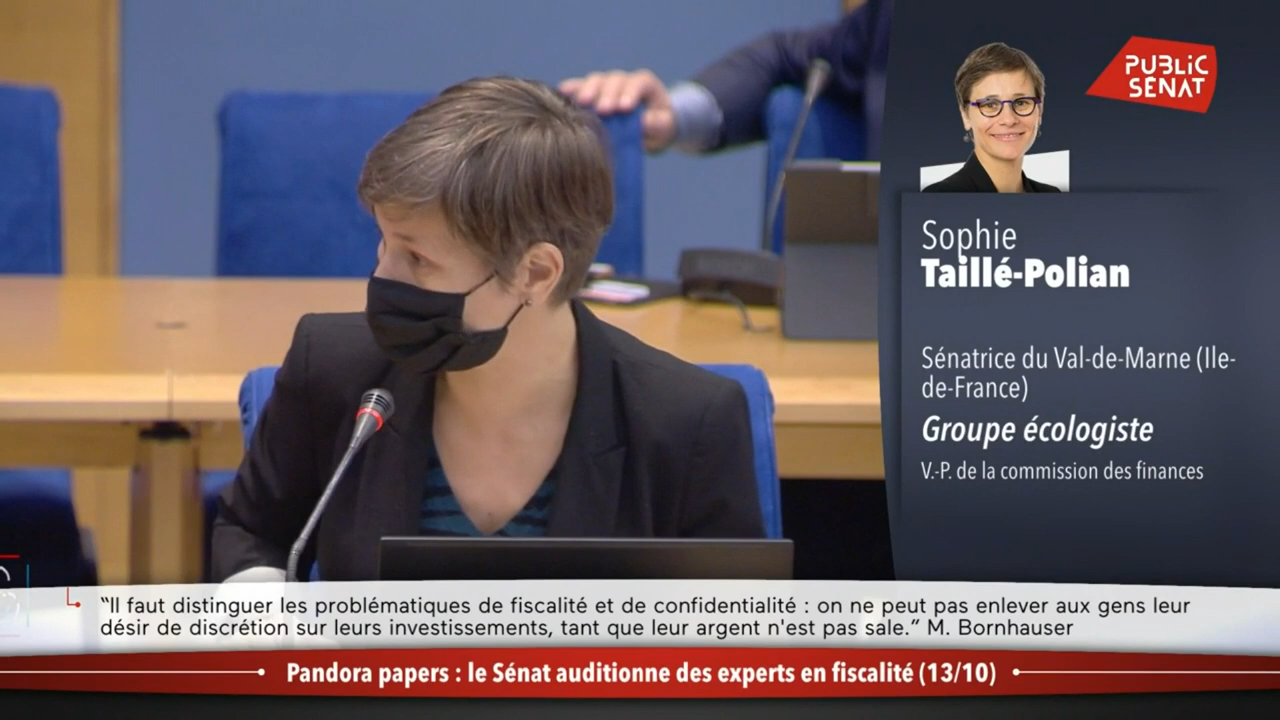 PUBLIC
SÉNAT
Sophie
Taillé-Polian
Sénatrice du Val-de-Marne (Ile-
de-France)
Groupe écologiste
V.-P. de la commission des finances
“Il faut distinguer les problématiques de fiscalité et de confidentialité : on ne peut pas enlever aux gens leur
désir de discrétion sur leurs investissements, tant que leur argent n'est pas sale.” M. Bornhauser
Pandora papers : le Sénat auditionne des experts en fiscalité (13/10)